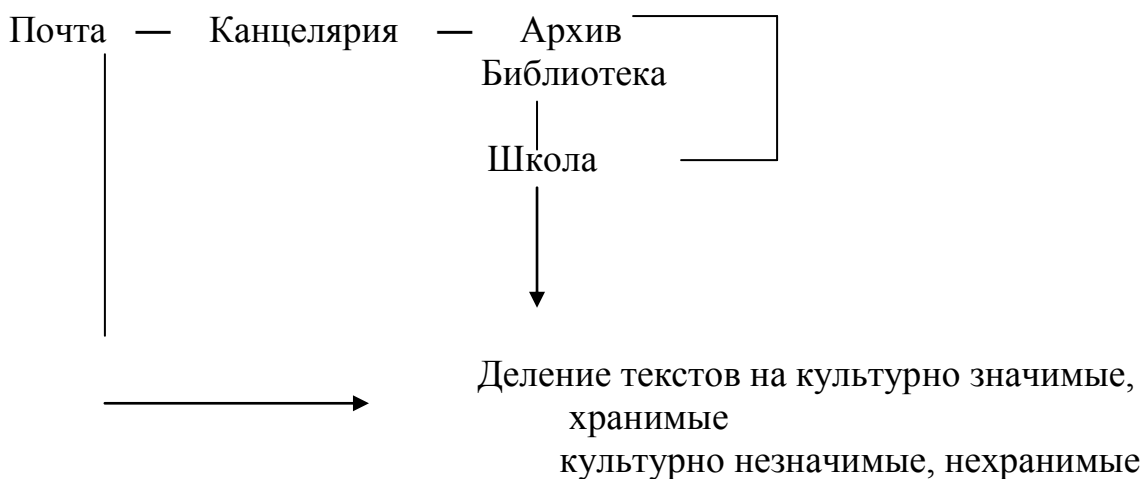 Почта — Канцелярия — Архив
Библиотека
Школа
Деление текстов на культурно значимые,
хранимые
культурно незначимые, нехранимые